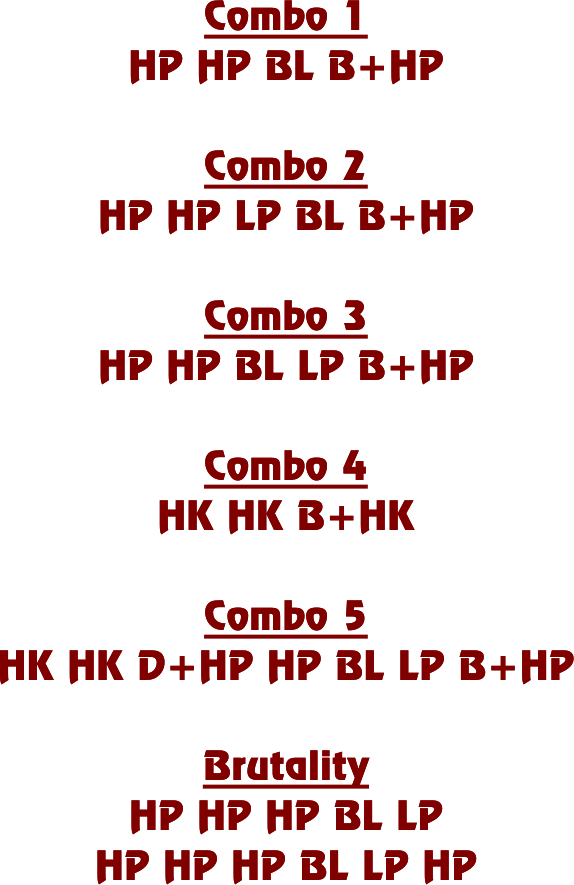 Combo 1
HP HP BL B+HP
Combo 2
HP HP LP BL B+HP
Combo 3
HP HP BL LP B+HP
Combo 4
HK HK B+HK
Combo 5
HK HK D+HP HP BL LP B+HP
Brutality
HP HP HP BL LP
HP HP HP BL LP HP